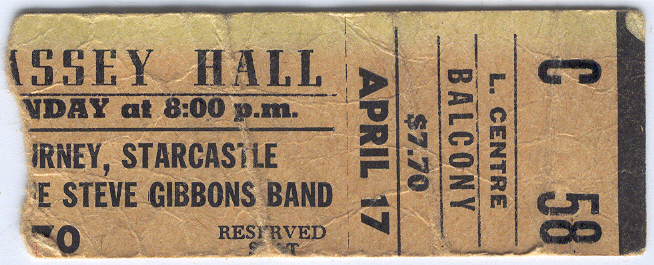 ASSEY HALL
NDAY at 8:00 p.m.
URNEY, STARCASTLE
E STEVE GIBBONS BAND
70
RESERVED
SEAT
APRIL 17
$7.70
BALCONY
L. CENTRE
C
58